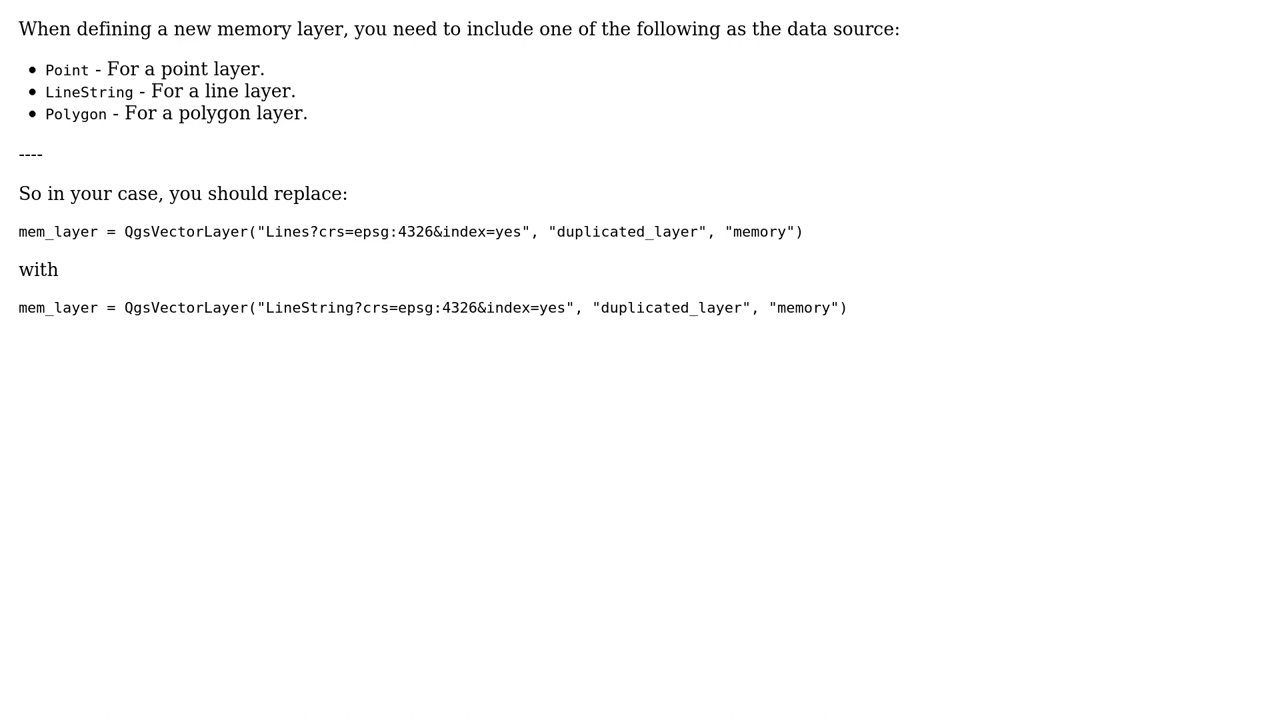 When defining a new memory layer, you need to include one of the following as the data source:
• Point - For a point layer.
• LineString - For a line layer.
• Polygon - For a polygon layer.
----
So in your case, you should replace:
mem_layer = QgsVectorLayer("Lines?crs=epsg:4326&index=yes", "duplicated_layer", "memory")
with
mem_layer = QgsVectorLayer("LineString?crs=epsg:4326&index=yes", "duplicated_layer", "memory")